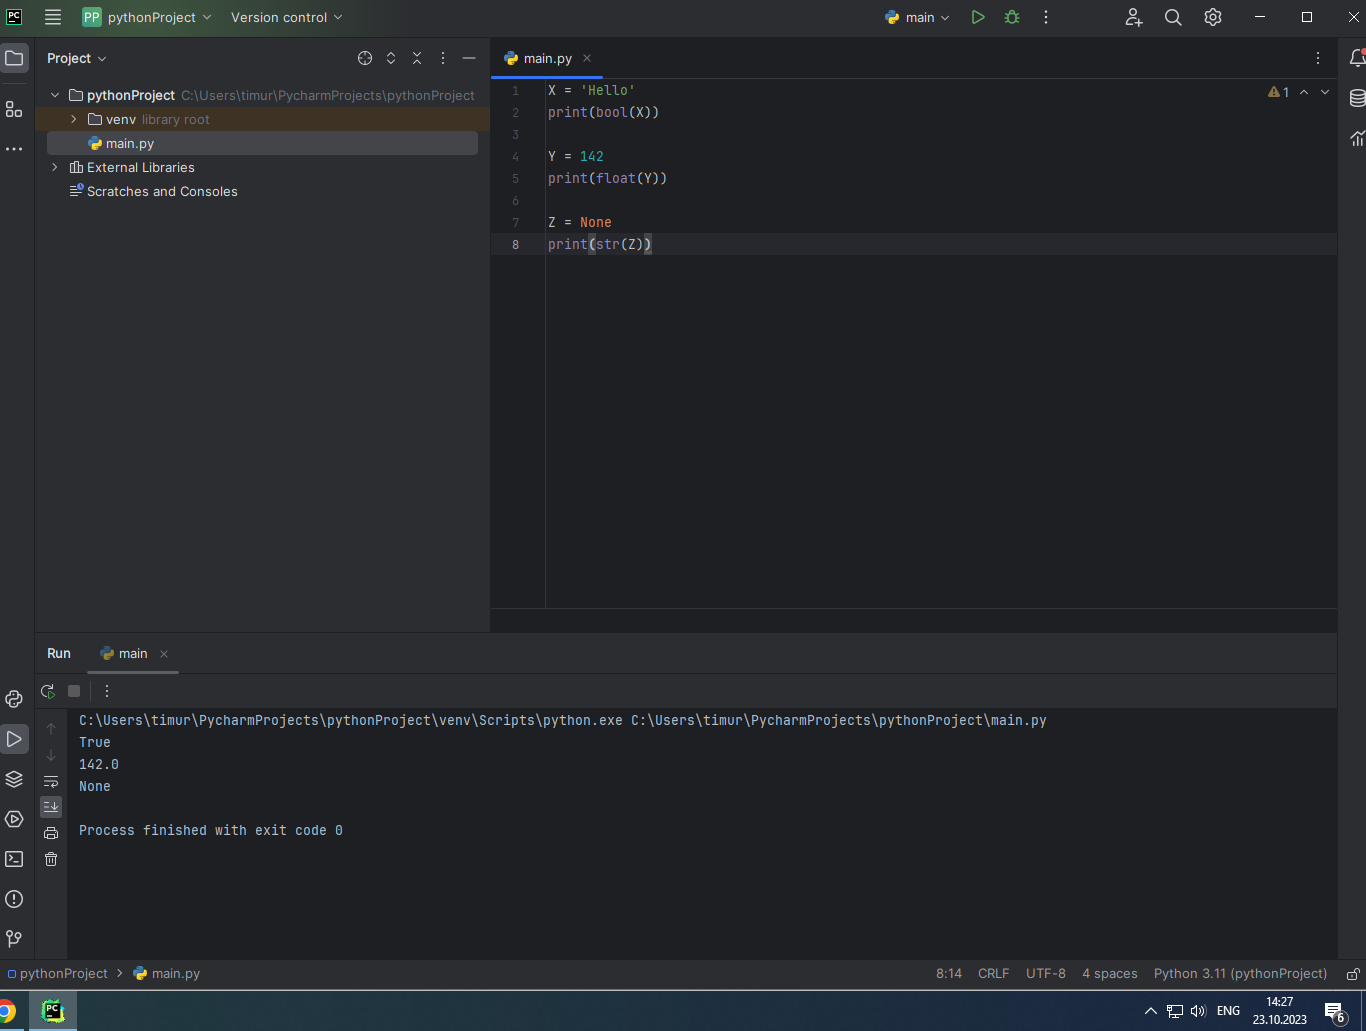 PC PP pythonProject Version control main
Project
main.py
pythonProject C:\Users\timur\PycharmProjects\pythonProject
venv library root
main.py
External Libraries
Scratches and Consoles
1 X = 'Hello'
2 print(bool(X))
3
4 Y = 142
5 print(float(Y))
6
7 Z = None
8 print(str(Z))
1
Run main
C:\Users\timur\PycharmProjects\pythonProject\venv\Scripts\python.exe C:\Users\timur\PycharmProjects\pythonProject\main.py
True
142.0
None
Process finished with exit code 0
pythonProject main.py 8:14 CRLF UTF-8 4 spaces Python 3.11 (pythonProject)
PC ENG 14:27
23.10.2023 6